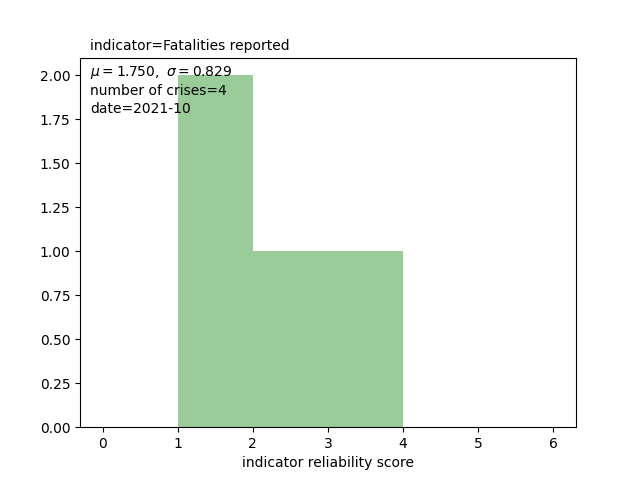 indicator=Fatalities reported
μ = 1.750, σ = 0.829
number of crises=4
date=2021-10
2.00
1.75
1.50
1.25
1.00
0.75
0.50
0.25
0.00
0 1 2 3 4 5 6
indicator reliability score